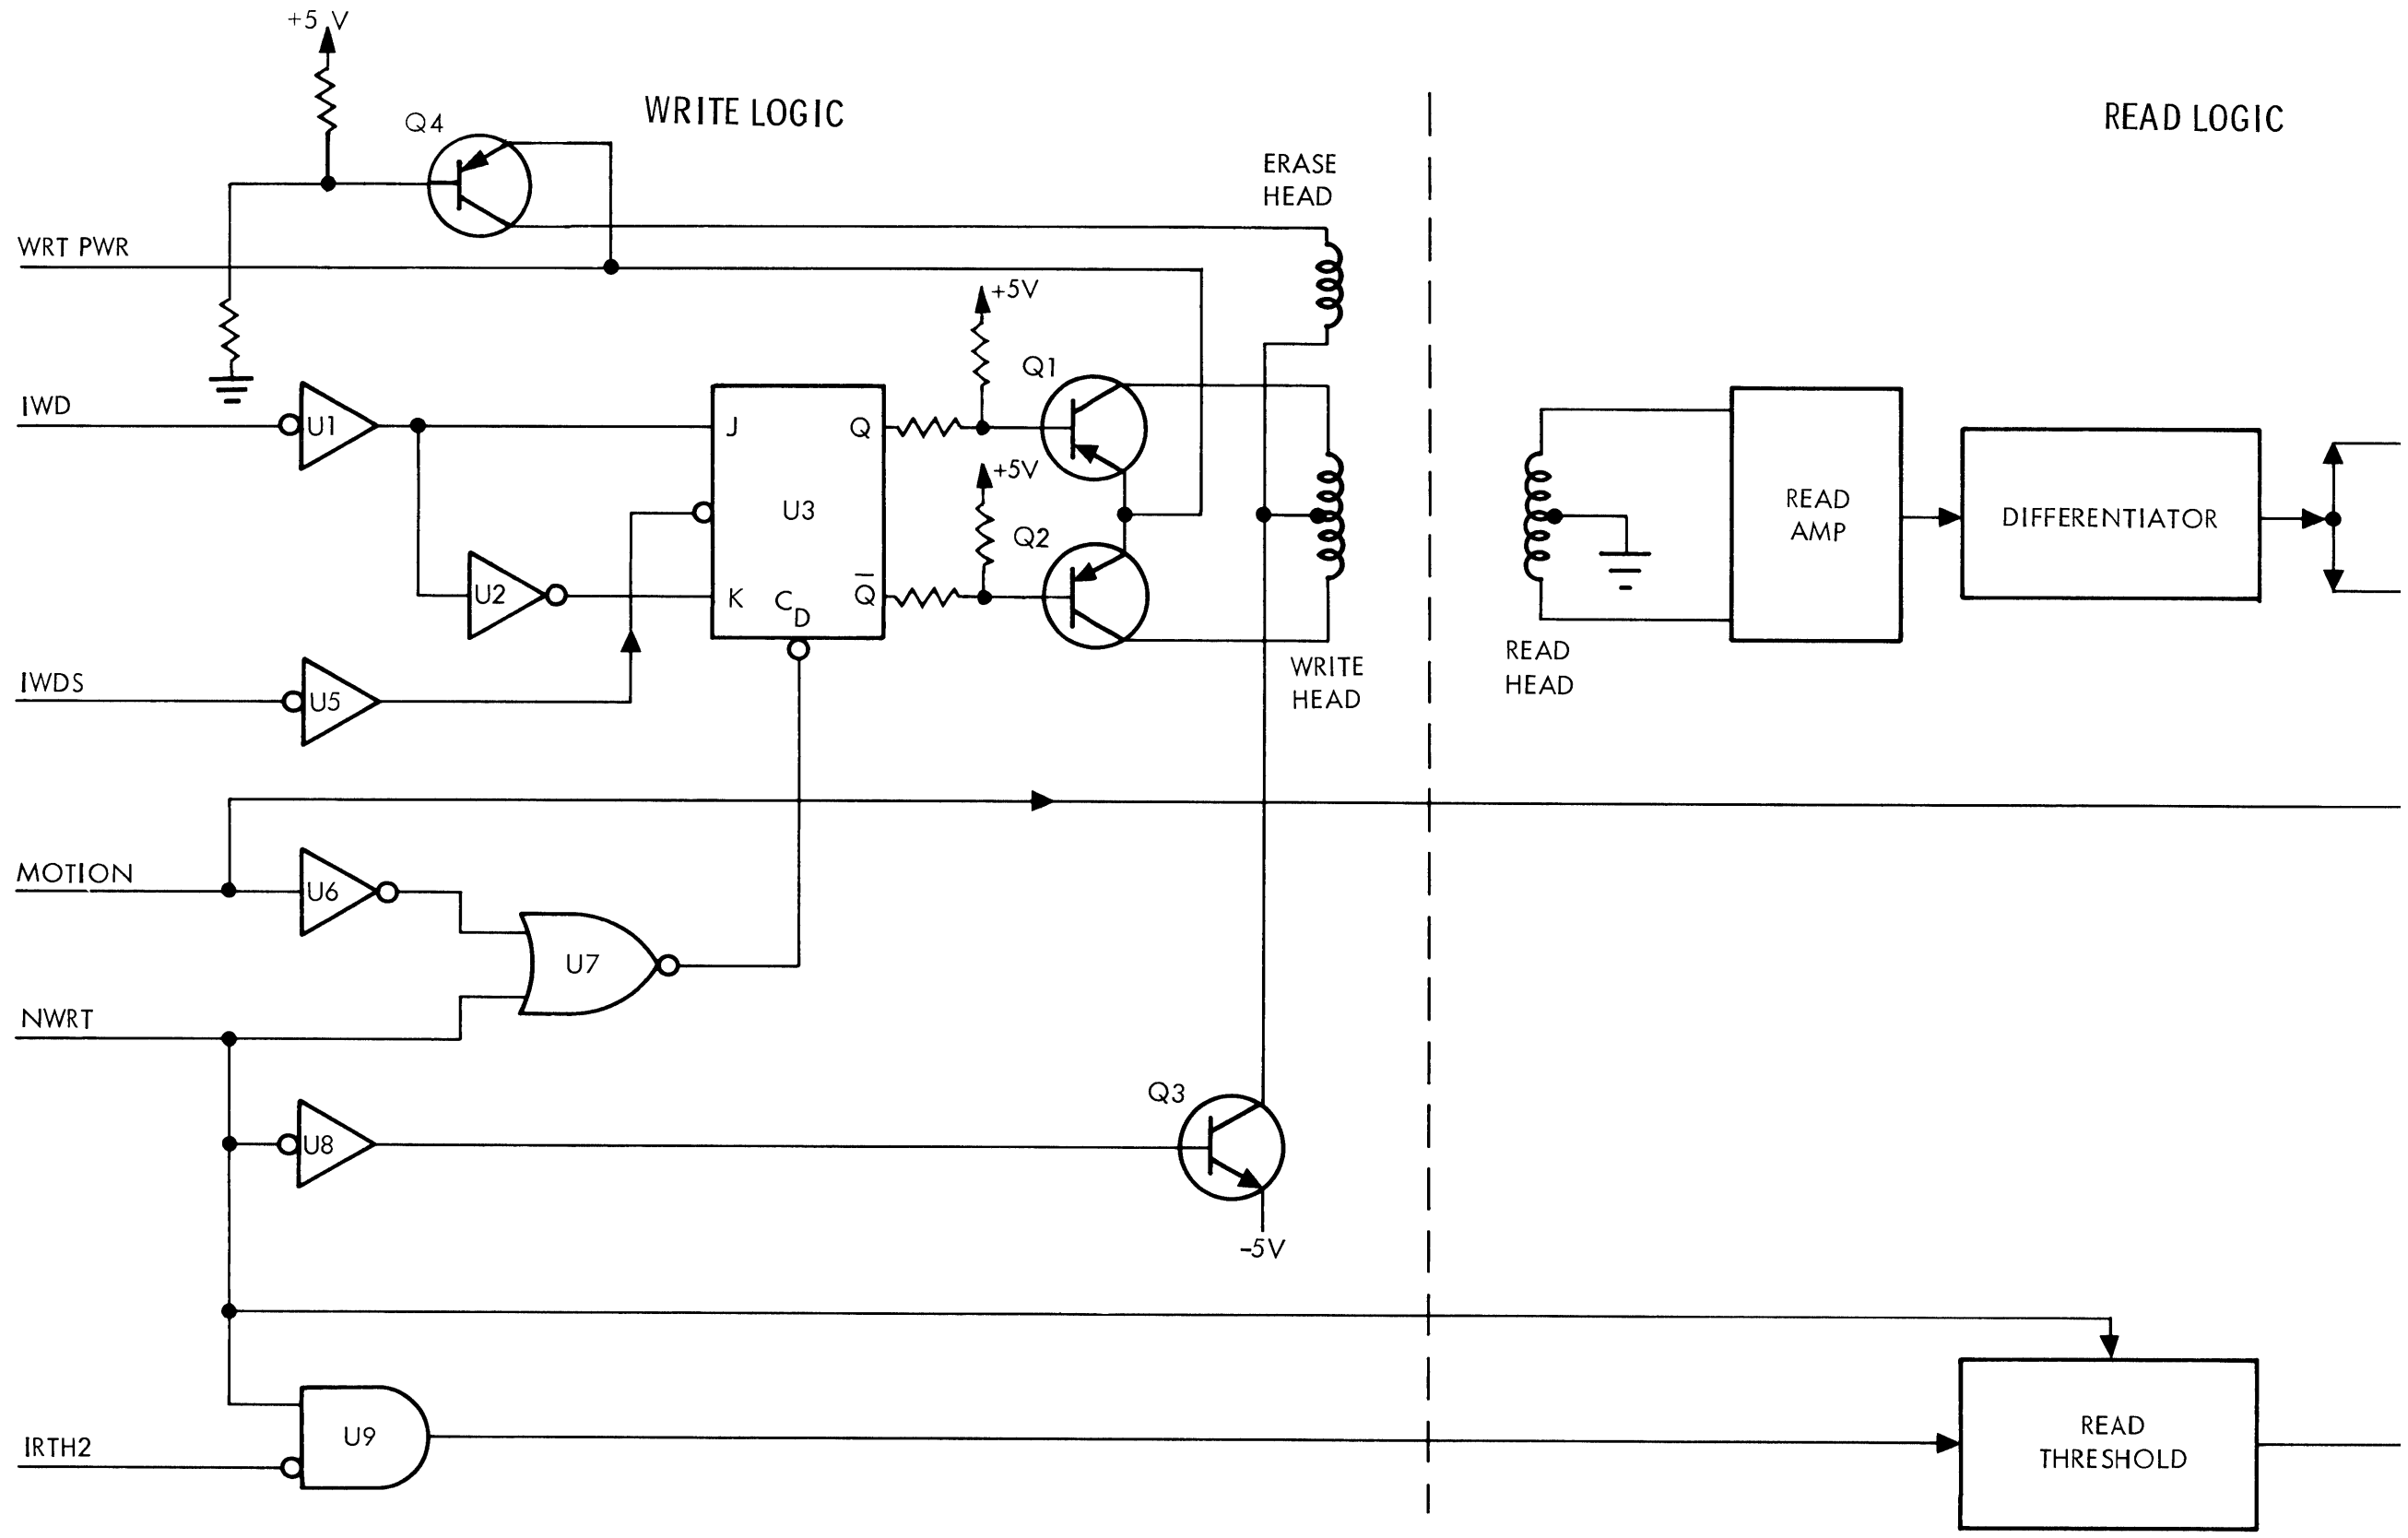 +5 V
WRITE LOGIC
READ LOGIC
Q4
ERASE
HEAD
WRT PWR
+5V
Q1
IWD
U1
J
Q
+5V
READ
AMP
DIFFERENTIATOR
U3
Q2
U2
K
CD
Q̅
READ
HEAD
WRITE
HEAD
IWDS
U5
MOTION
U6
U7
NWRT
Q3
U8
-5V
READ
THRESHOLD
U9
IRTH2